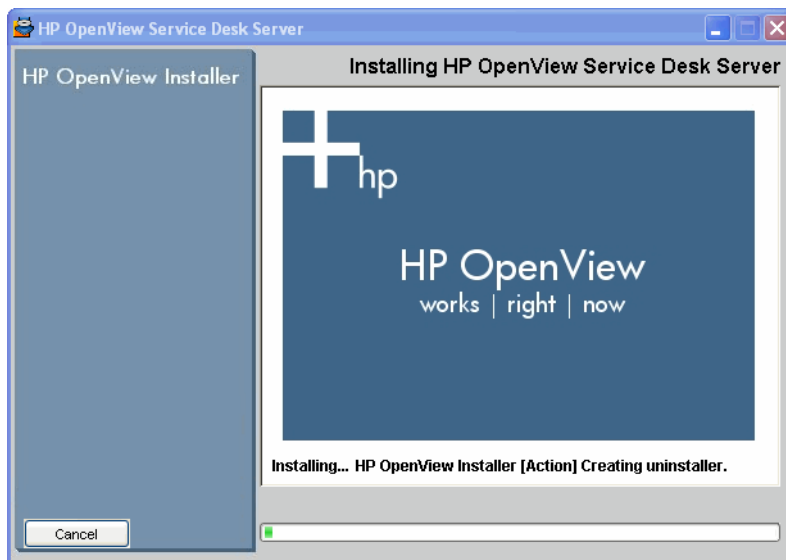 HP OpenView Service Desk Server
HP OpenView Installer
Installing HP OpenView Service Desk Server
hp
HP OpenView
works | right | now
Installing... HP OpenView Installer [Action] Creating uninstaller.
Cancel